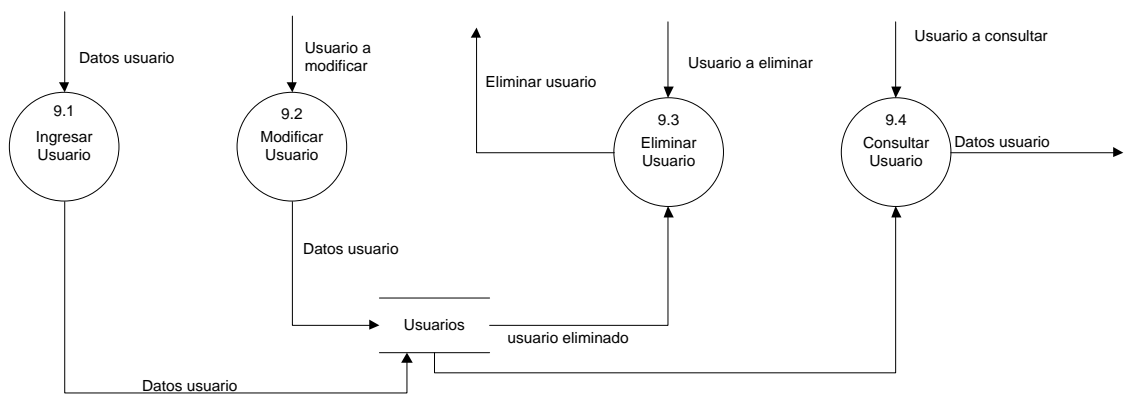 Datos usuario
Usuario a
modificar
Eliminar usuario
Usuario a eliminar
Usuario a consultar
9.1
Ingresar
Usuario
9.2
Modificar
Usuario
9.3
Eliminar
Usuario
9.4
Consultar
Usuario
Datos usuario
Datos usuario
Usuarios
usuario eliminado
Datos usuario